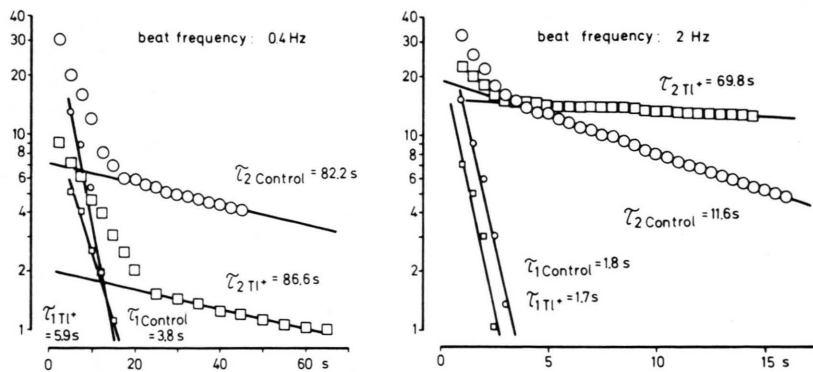 40
30
20
10
8
6
4
2
1
beat frequency: 0.4 Hz
τ2 Control = 82.2 s
τ2 Tl+ = 86.6 s
τ1 Tl+
= 5.9 s
τ1 Control
= 3.8 s
0 10 20 30 40 50 60 s
40
30
20
10
8
6
4
2
1
beat frequency: 2 Hz
τ2 Tl+ = 69.8 s
τ2 Control = 11.6 s
τ1 Control = 1.8 s
τ1 Tl+ = 1.7 s
0 5 10 15 s